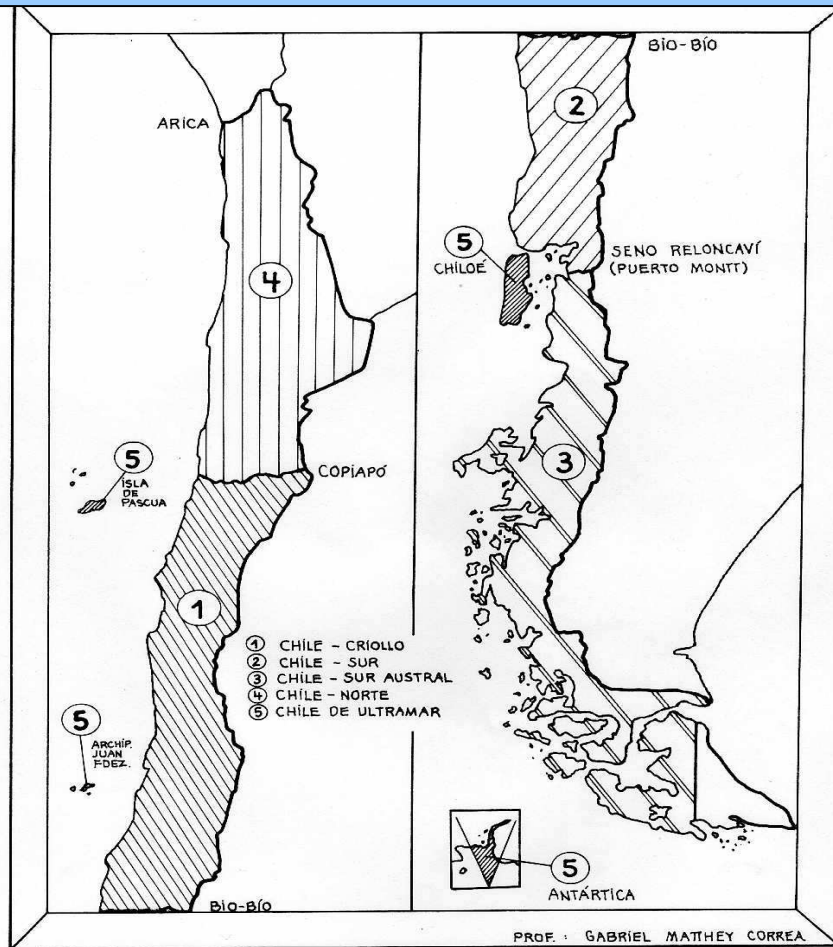 ARICA
4
COPIAPÓ
5
ISLA
DE
PASCUA
1
5
ARCHIP.
JUAN
FDEZ.
BIO-BÍO
① CHILE - CRIOLLO
② CHILE - SUR
③ CHILE - SUR AUSTRAL
④ CHILE - NORTE
⑤ CHILE DE ULTRAMAR
BIO-BÍO
2
5
CHILOÉ
SENO RELONCAVÍ
(PUERTO MONTT)
3
5
ANTÁRTICA
PROF. : GABRIEL MATTHEY CORREA